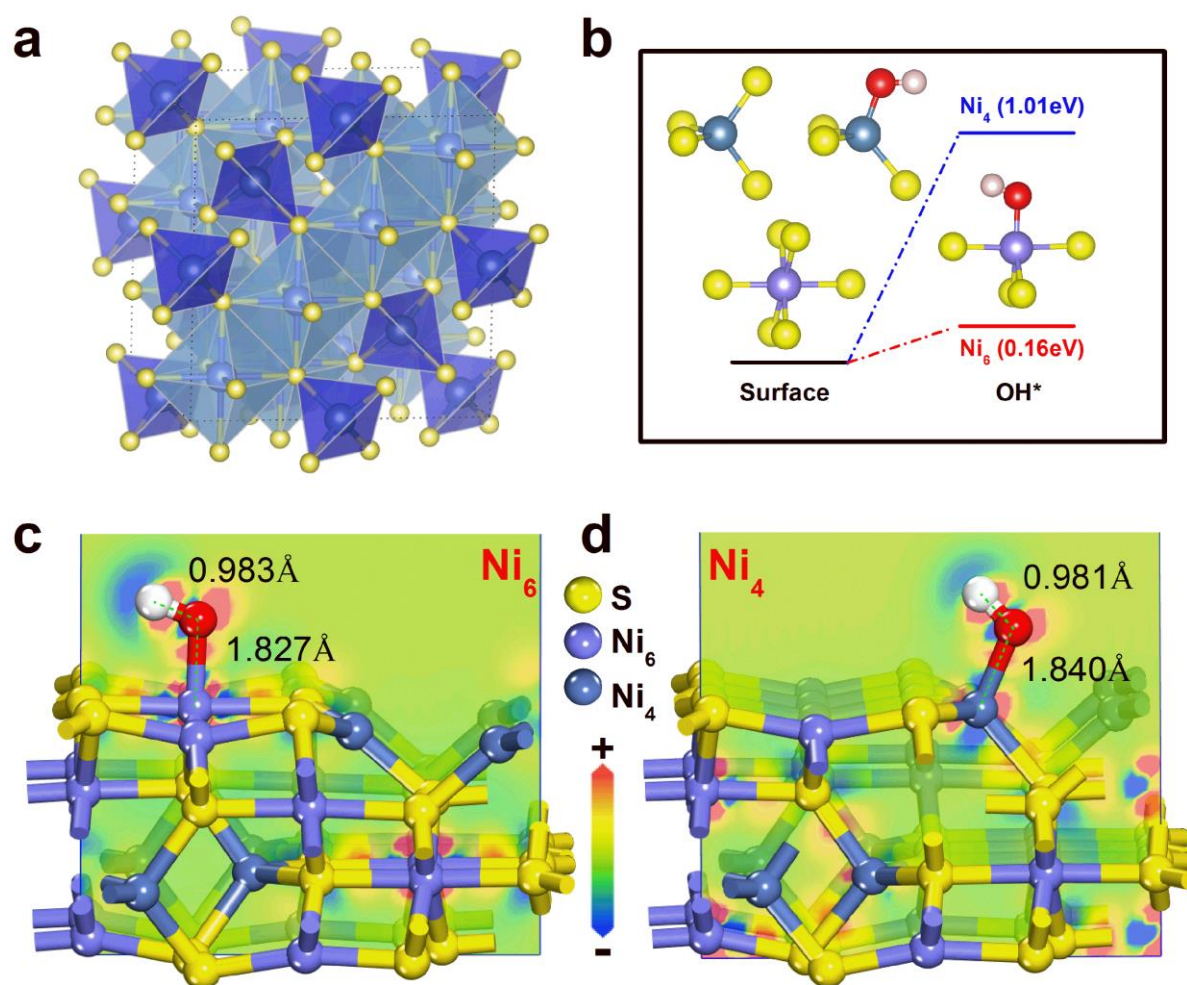 a
b
Ni4 (1.01eV)
Ni6 (0.16eV)
Surface
OH*
c
0.983Å
1.827Å
Ni6
S
Ni6
Ni4
+
-
d
Ni4
0.981Å
1.840Å